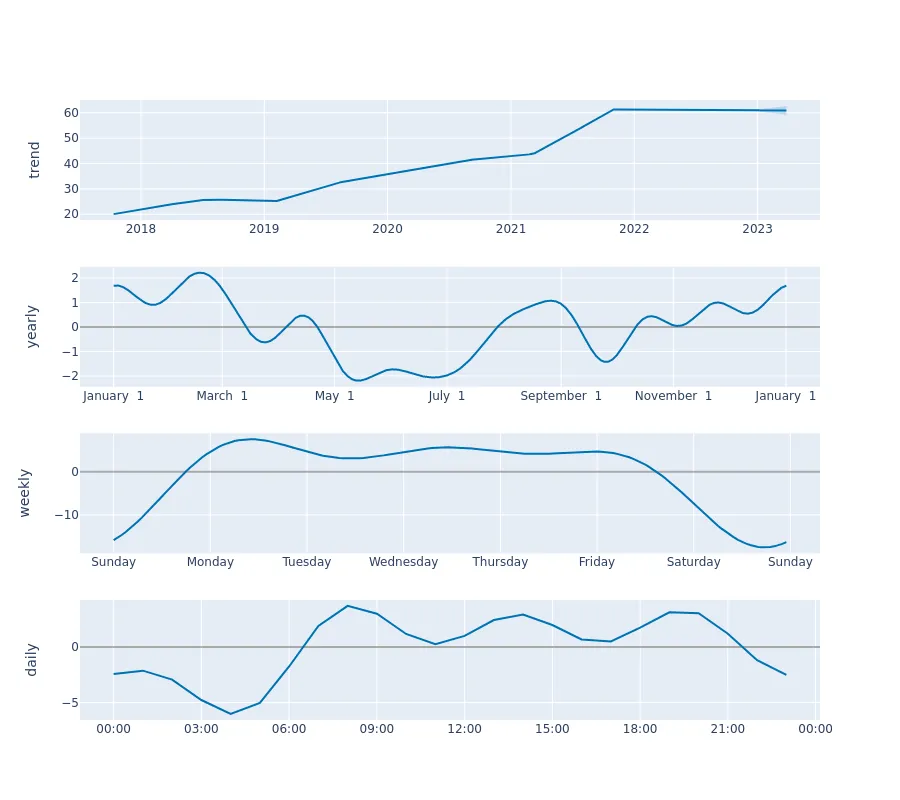 trend
60
50
40
30
20
2018 2019 2020 2021 2022 2023
yearly
2
1
0
−1
−2
January 1 March 1 May 1 July 1 September 1 November 1 January 1
weekly
0
−10
Sunday Monday Tuesday Wednesday Thursday Friday Saturday Sunday
daily
0
−5
00:00 03:00 06:00 09:00 12:00 15:00 18:00 21:00 00:00